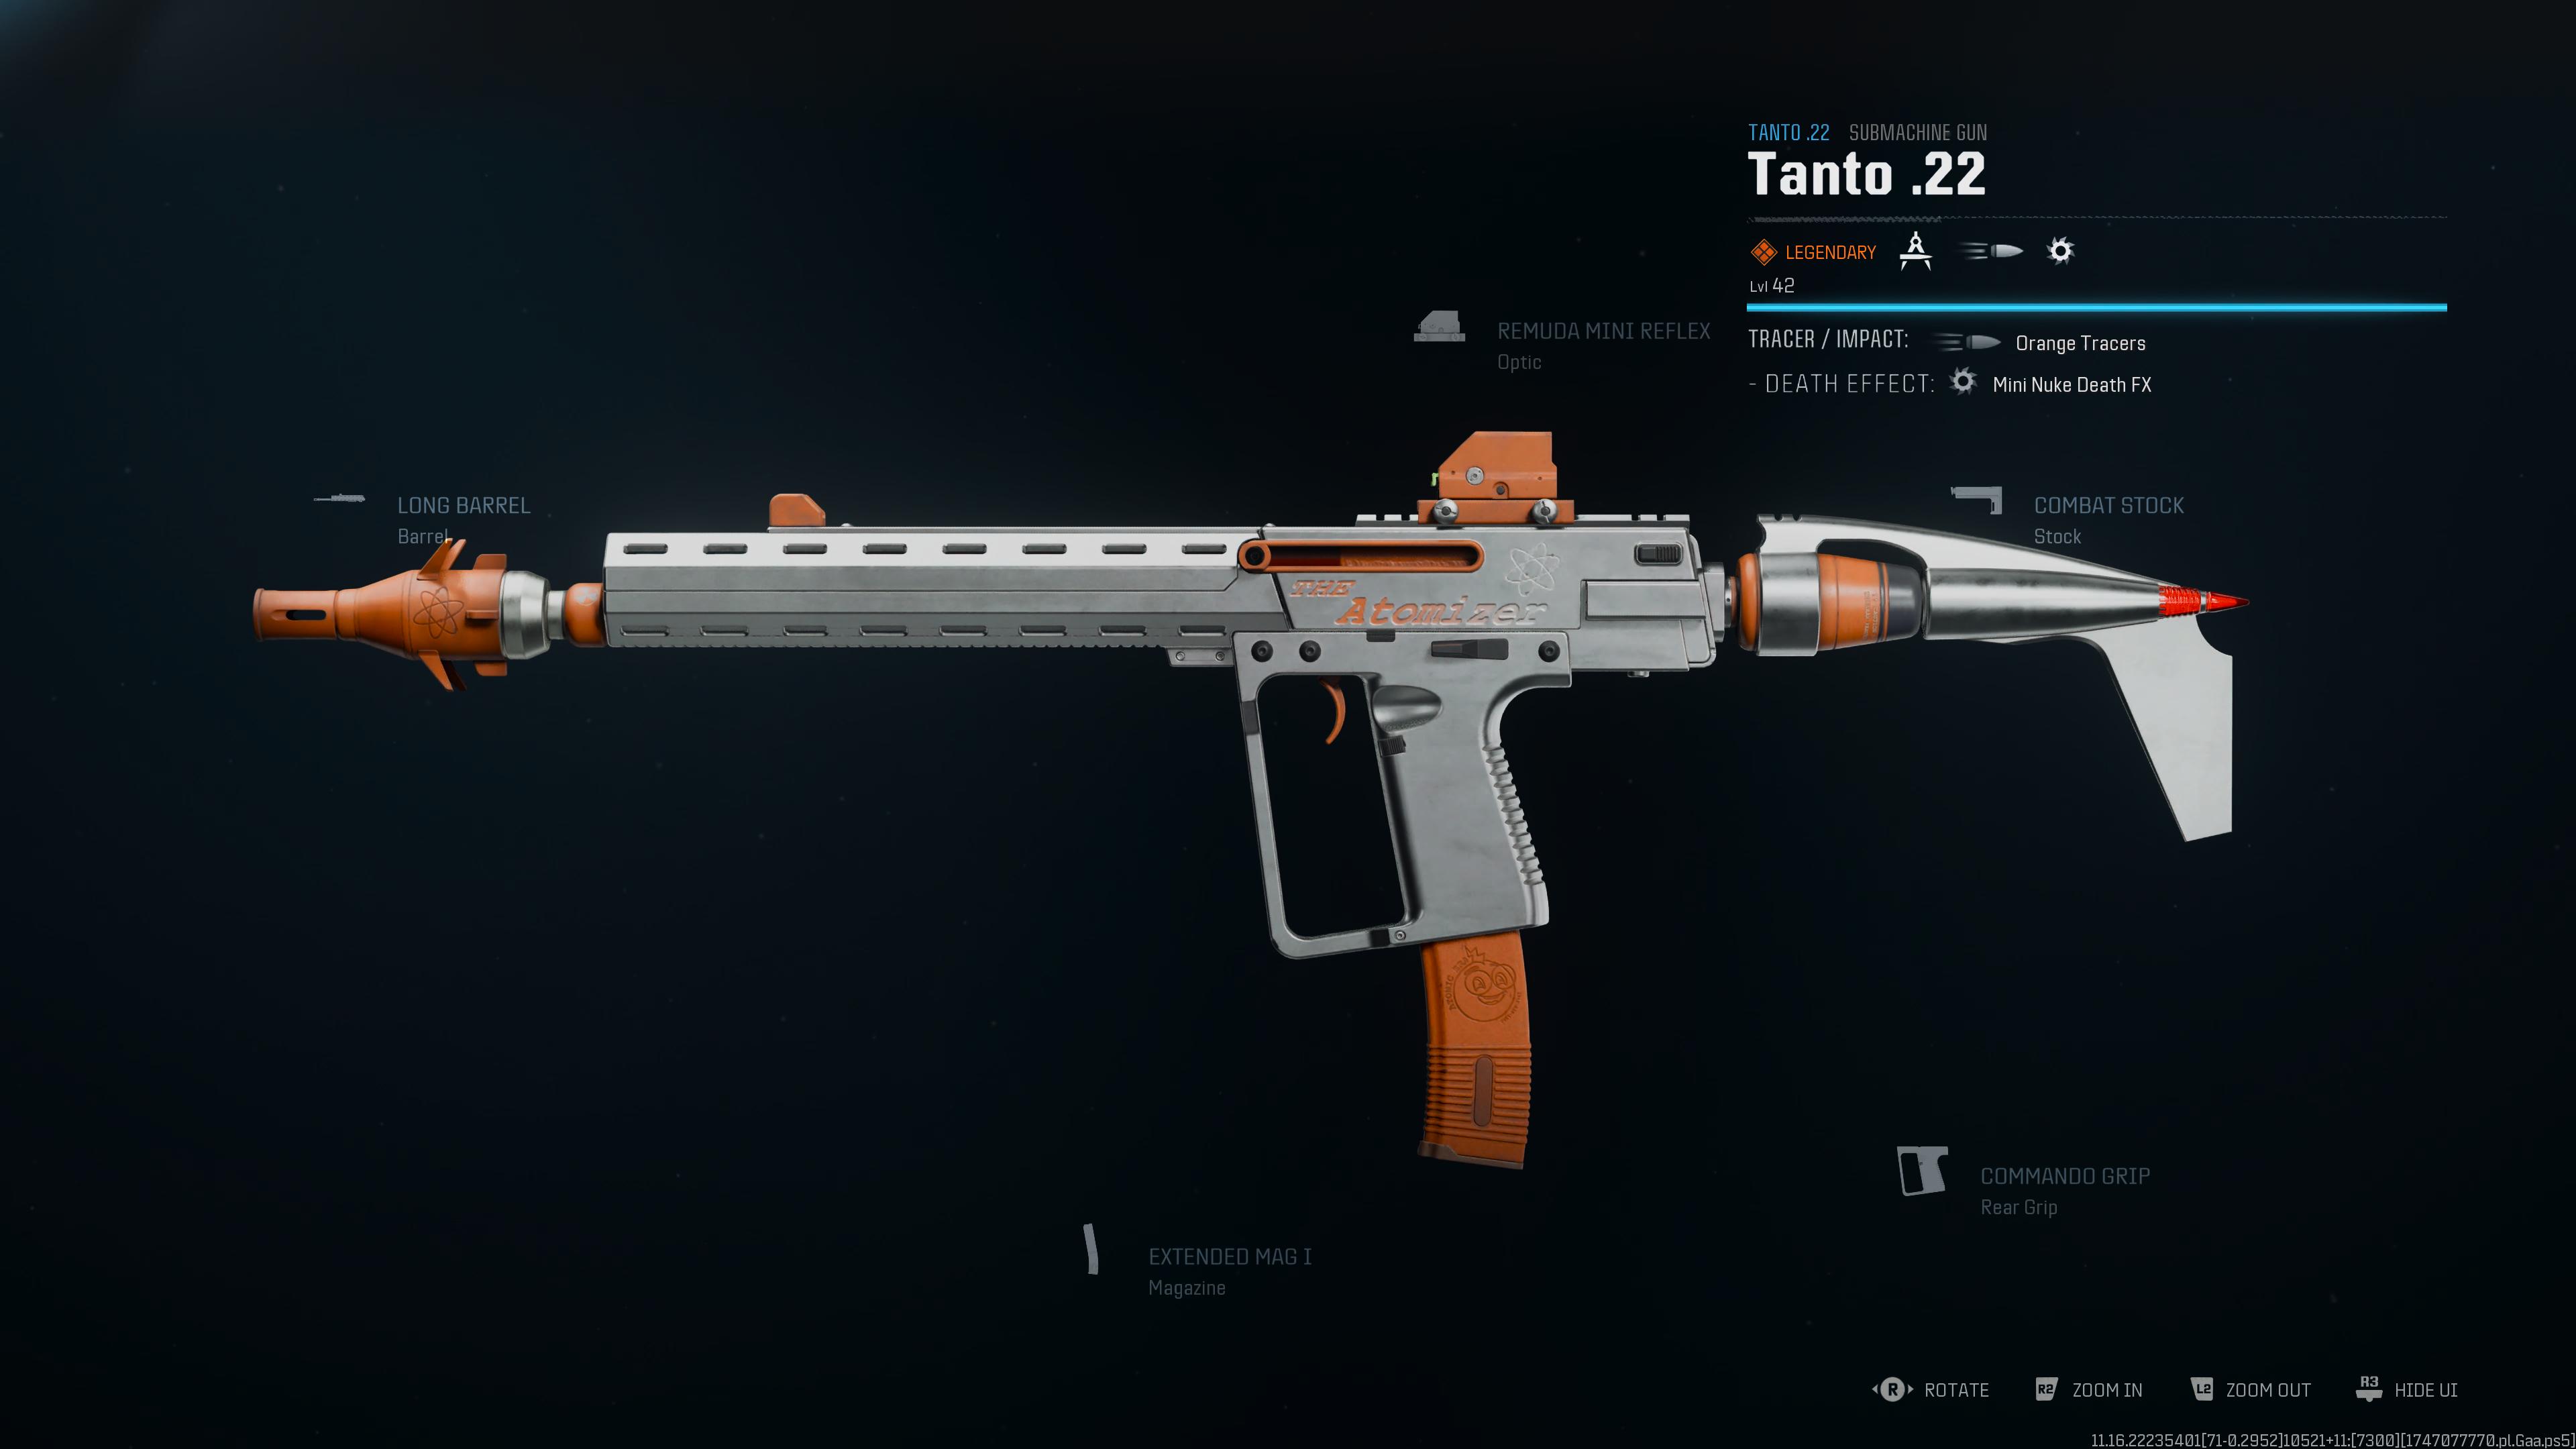 TANTO .22 SUBMACHINE GUN
Tanto .22
LEGENDARY
Lvl 42
TRACER / IMPACT: Orange Tracers
- DEATH EFFECT: Mini Nuke Death FX
REMUDA MINI REFLEX
Optic
LONG BARREL
Barrel
COMBAT STOCK
Stock
THE
Atomizer
COMMANDO GRIP
Rear Grip
EXTENDED MAG I
Magazine
R ROTATE R2 ZOOM IN L2 ZOOM OUT R3 HIDE UI
11.16.22235401[71-0.2952]10521+11:[7300][1747077770.pl.Gaa.ps5]